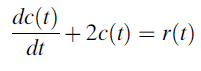 dc(t)/dt + 2c(t) = r(t)